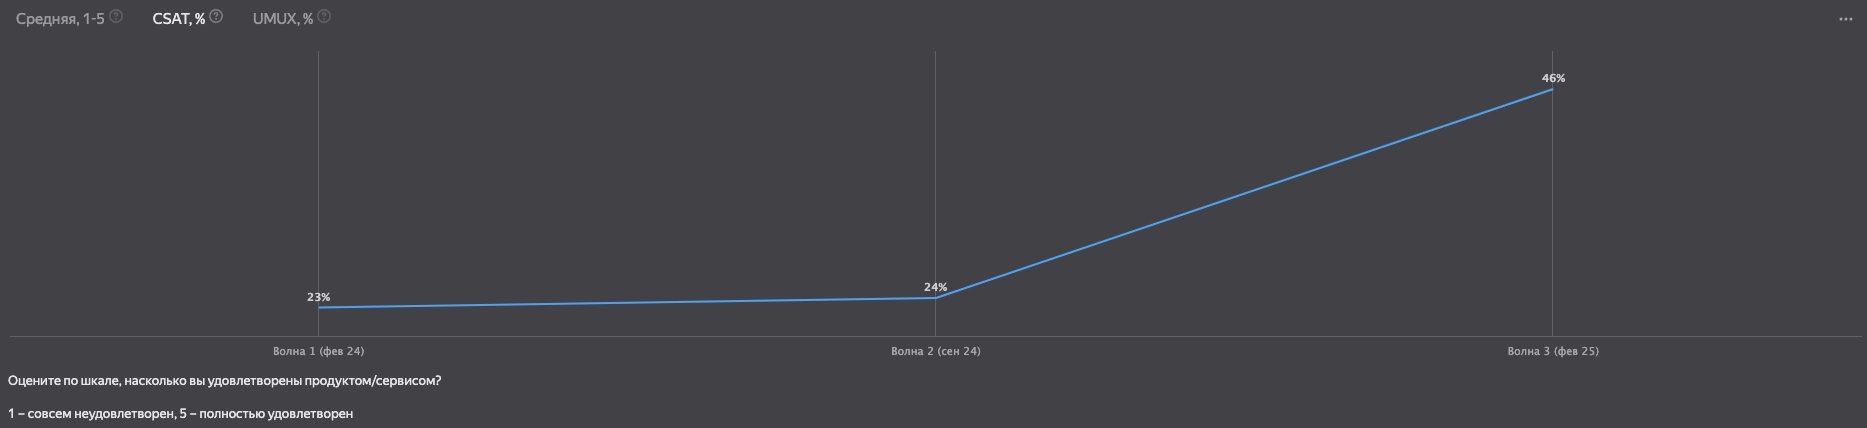 Средняя, 1-5 ? CSAT, % ? UMUX, % ?
46%
24%
23%
Волна 1 (фев 24) Волна 2 (сен 24) Волна 3 (фев 25)
Оцените по шкале, насколько вы удовлетворены продуктом/сервисом?
1 – совсем неудовлетворен, 5 – полностью удовлетворен